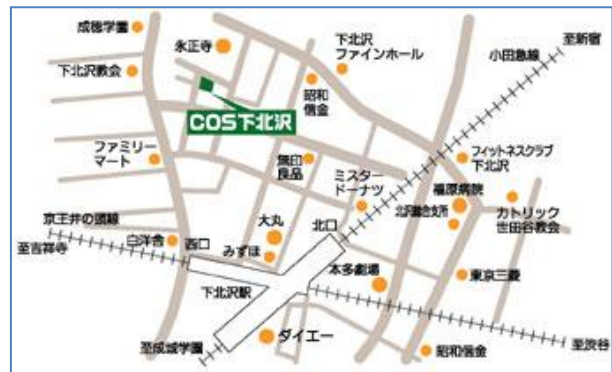 成徳学園
永正寺
下北沢
ファインホール
小田急線
至新宿
下北沢教会
昭和
信金
COS下北沢
ファミリー
マート
無印
良品
ミスター
ドーナツ
フィットネスクラブ
下北沢
福原病院
北沢総合支所
カトリック
世田谷教会
京王井の頭線
至吉祥寺
白洋舎
西口
大丸
みずほ
北口
本多劇場
東京三菱
下北沢駅
至成城学園
ダイエー
昭和信金
至渋谷